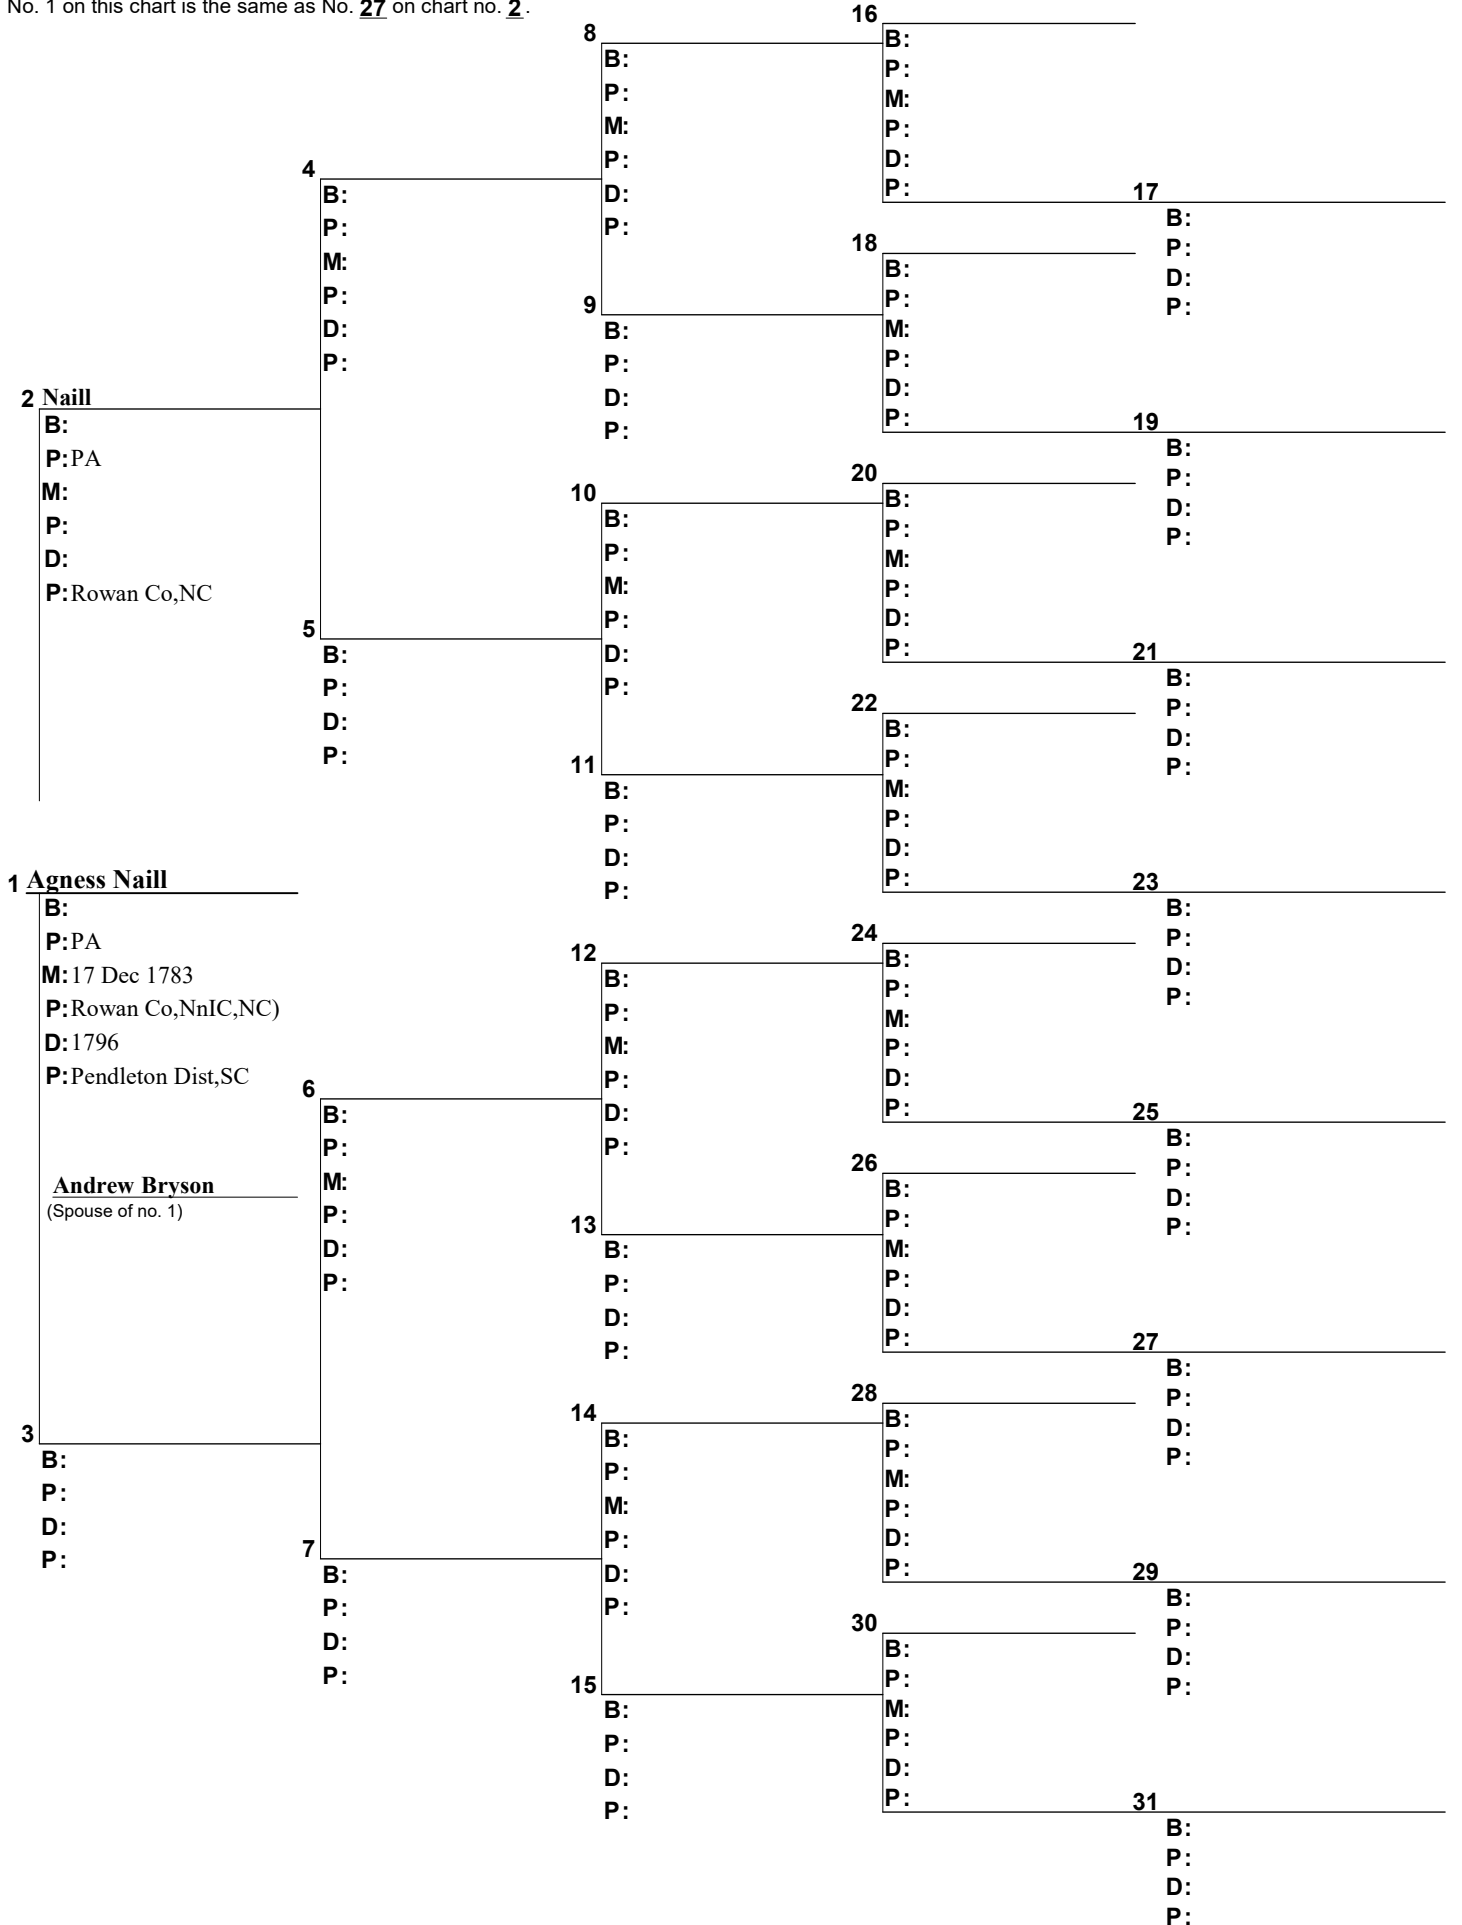 No. 1 on this chart is the same as No. 27 on chart no. 2.
2 Naill
B:
P:PA
M:
P:
D:
P:Rowan Co,NC
1 Agness Naill
B:
P:PA
M:17 Dec 1783
P:Rowan Co,NnIC,NC)
D:1796
P:Pendleton Dist,SC
Andrew Bryson
(Spouse of no. 1)
3
B:
P:
D:
P:
4
B:
P:
M:
P:
D:
P:
5
B:
P:
D:
P:
6
B:
P:
M:
P:
D:
P:
7
B:
P:
D:
P:
8
B:
P:
M:
P:
D:
P:
9
B:
P:
D:
P:
10
B:
P:
M:
P:
D:
P:
11
B:
P:
D:
P:
12
B:
P:
M:
P:
D:
P:
13
B:
P:
D:
P:
14
B:
P:
M:
P:
D:
P:
15
B:
P:
D:
P:
16
B:
P:
M:
P:
D:
P:
17
B:
P:
D:
P:
18
B:
P:
M:
P:
D:
P:
19
B:
P:
D:
P:
20
B:
P:
M:
P:
D:
P:
21
B:
P:
D:
P:
22
B:
P:
M:
P:
D:
P:
23
B:
P:
D:
P:
24
B:
P:
M:
P:
D:
P:
25
B:
P:
D:
P:
26
B:
P:
M:
P:
D:
P:
27
B:
P:
D:
P:
28
B:
P:
M:
P:
D:
P:
29
B:
P:
D:
P:
30
B:
P:
M:
P:
D:
P:
31
B:
P:
D:
P: